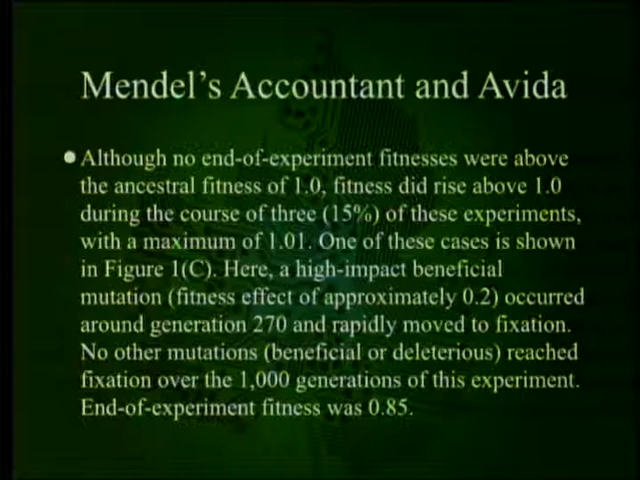 Mendel's Accountant and Avida
Although no end-of-experiment fitnesses were above
the ancestral fitness of 1.0, fitness did rise above 1.0
during the course of three (15%) of these experiments,
with a maximum of 1.01. One of these cases is shown
in Figure 1(C). Here, a high-impact beneficial
mutation (fitness effect of approximately 0.2) occurred
around generation 270 and rapidly moved to fixation.
No other mutations (beneficial or deleterious) reached
fixation over the 1,000 generations of this experiment.
End-of-experiment fitness was 0.85.